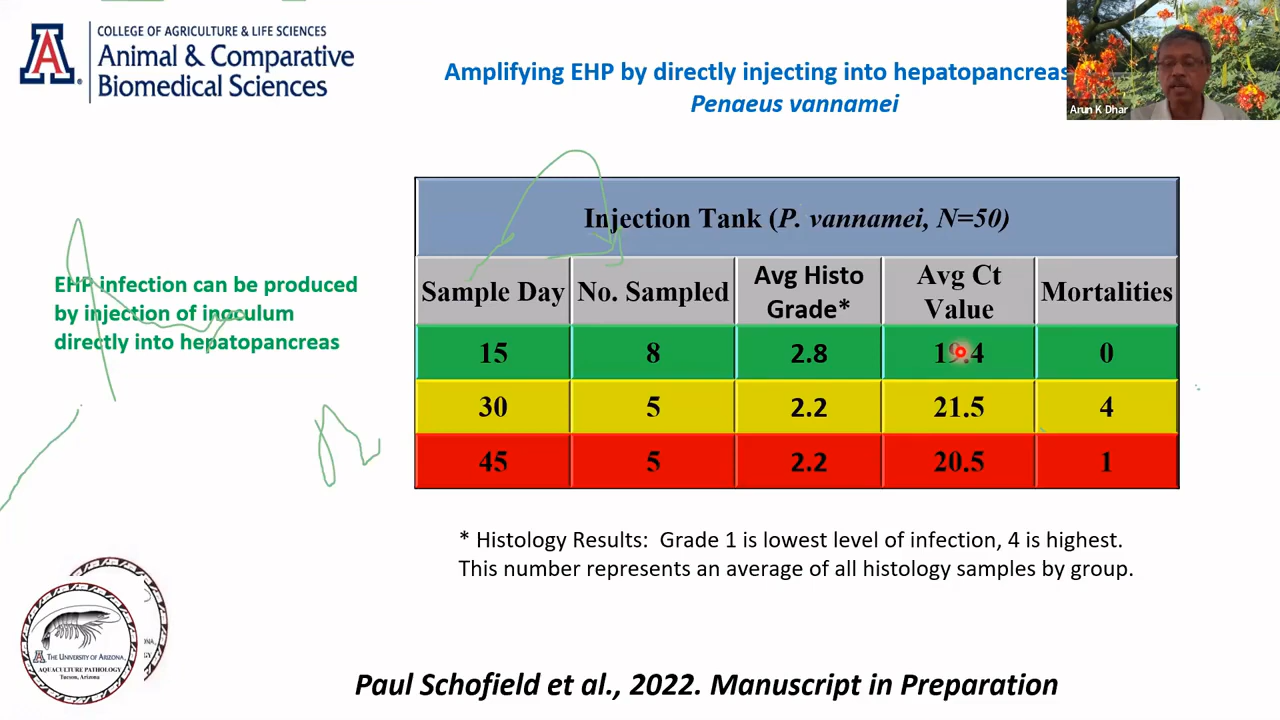 COLLEGE OF AGRICULTURE & LIFE SCIENCES
Animal & Comparative
Biomedical Sciences
Amplifying EHP by directly injecting into hepatopancreas
Penaeus vannamei
Arun K Dhar
EHP infection can be produced
by injection of inoculum
directly into hepatopancreas
Injection Tank (P. vannamei, N=50)
Sample Day No. Sampled Avg Histo Grade* Avg Ct Value Mortalities
15 8 2.8 19.4 0
30 5 2.2 21.5 4
45 5 2.2 20.5 1
* Histology Results: Grade 1 is lowest level of infection, 4 is highest.
This number represents an average of all histology samples by group.
A THE UNIVERSITY OF ARIZONA
AQUACULTURE PATHOLOGY
Tucson, Arizona
Paul Schofield et al., 2022. Manuscript in Preparation